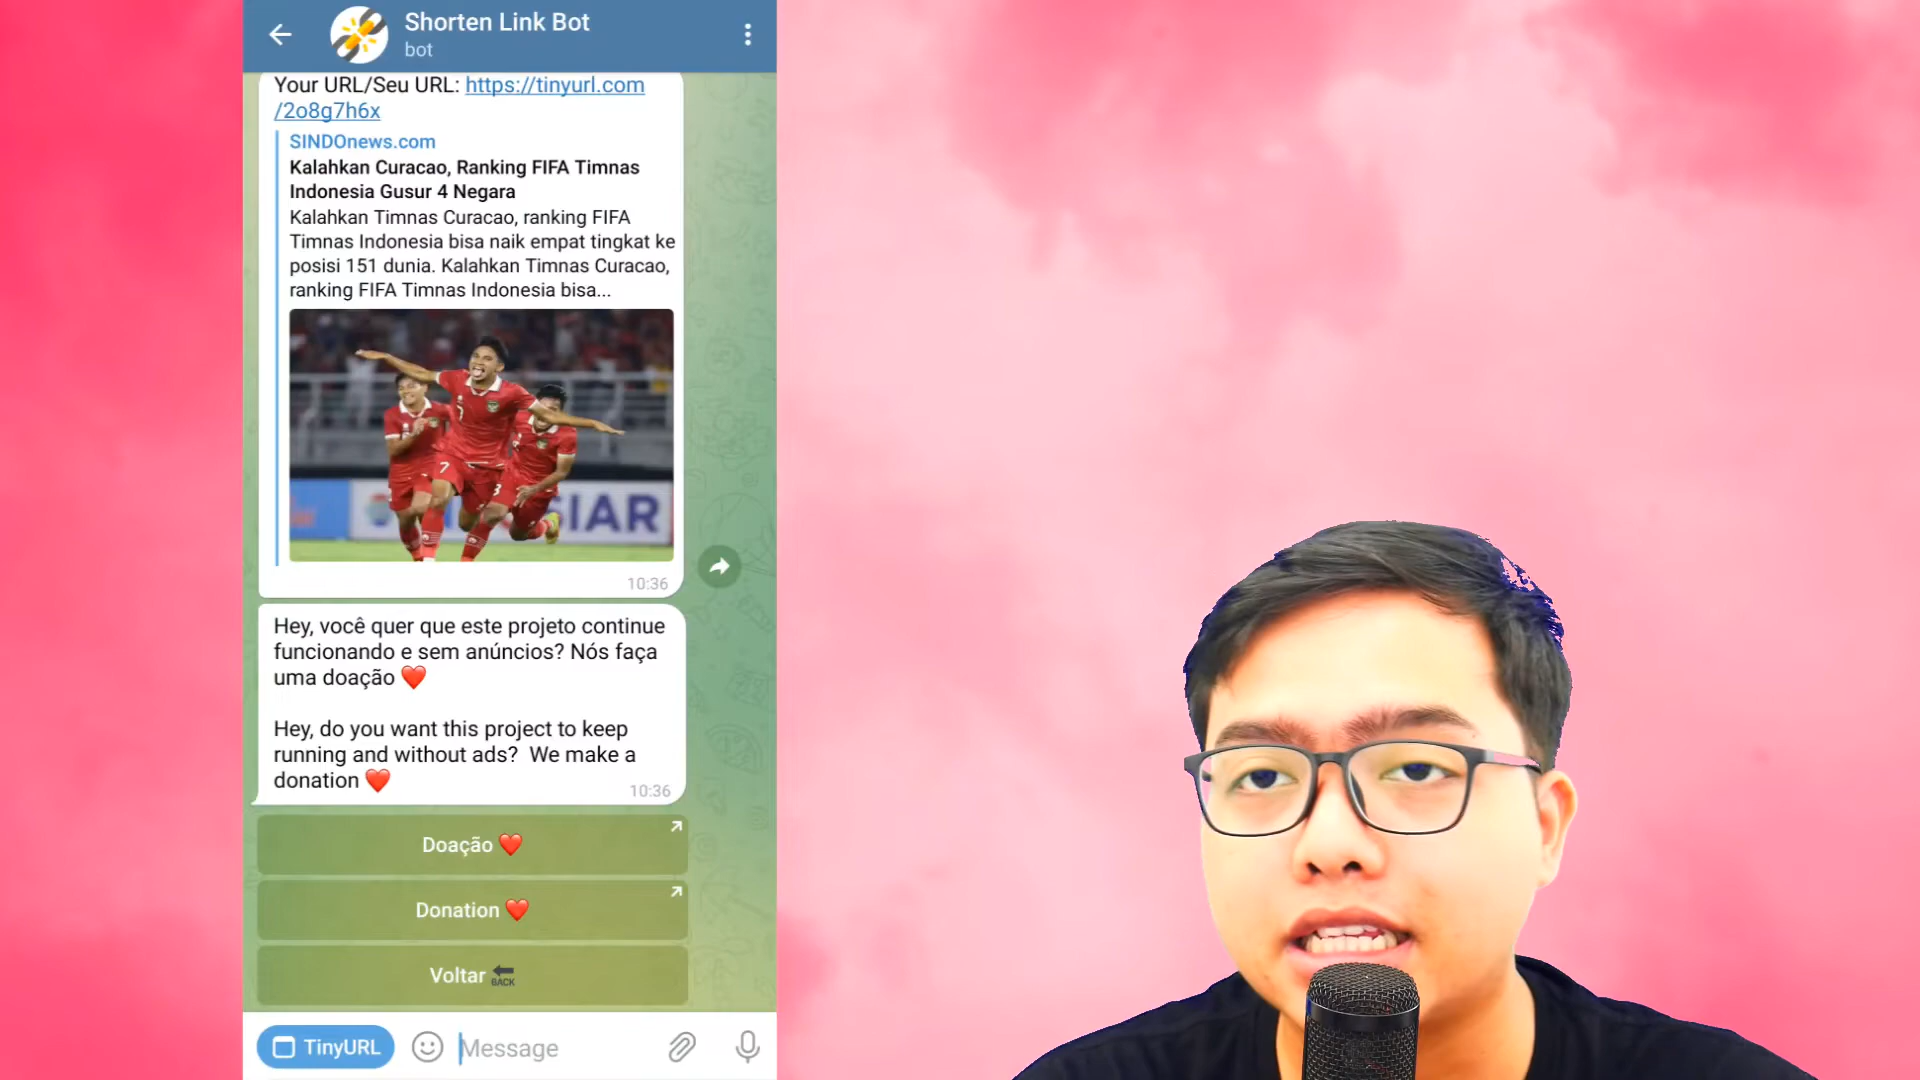 Shorten Link Bot
bot
Your URL/Seu URL: https://tinyurl.com
/2o8g7h6x
SINDOnews.com
Kalahkan Curacao, Ranking FIFA Timnas
Indonesia Gusur 4 Negara
Kalahkan Timnas Curacao, ranking FIFA
Timnas Indonesia bisa naik empat tingkat ke
posisi 151 dunia. Kalahkan Timnas Curacao,
ranking FIFA Timnas Indonesia bisa...
7
3
SIAR
10:36
Hey, você quer que este projeto continue
funcionando e sem anúncios? Nós faça
uma doação ❤️
Hey, do you want this project to keep
running and without ads?  We make a
donation ❤️
10:36
Doação ❤️
Donation ❤️
Voltar 🔙
TinyURL
Message